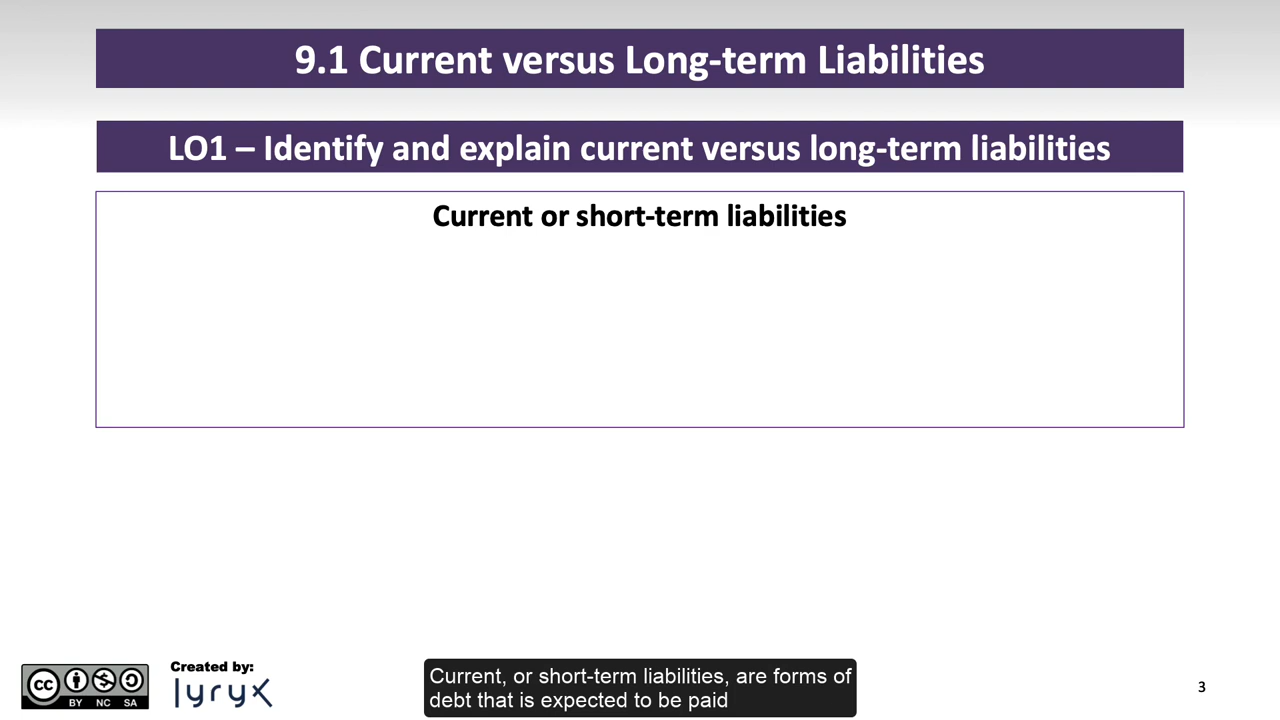 9.1 Current versus Long-term Liabilities
LO1 – Identify and explain current versus long-term liabilities
Current or short-term liabilities
Created by:
lyryx
cc
BY NC SA
Current, or short-term liabilities, are forms of
debt that is expected to be paid
3